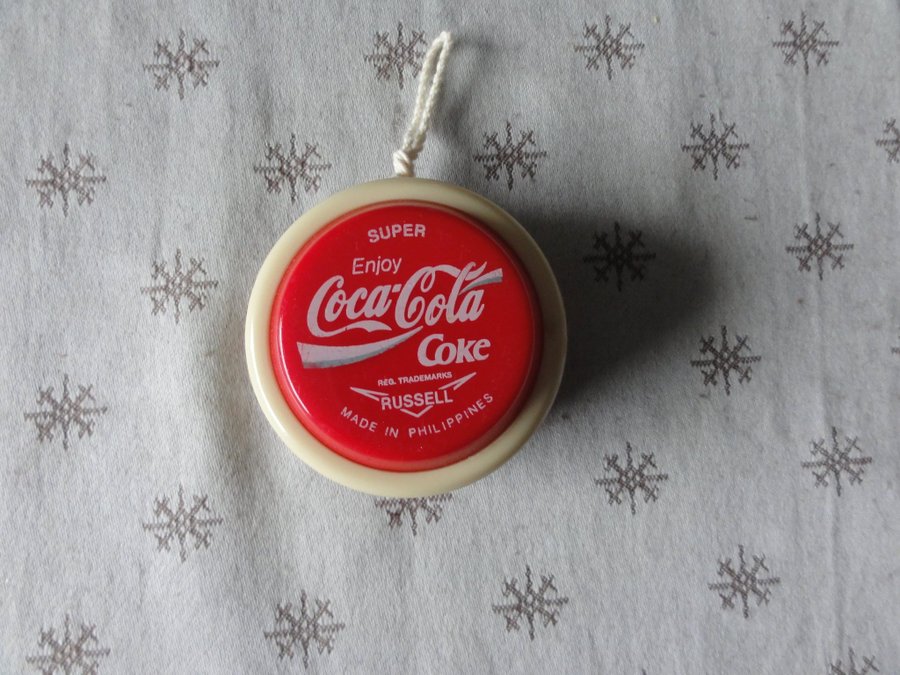 SUPER
Enjoy
Coca-Cola
Coke
REG. TRADEMARKS
RUSSELL
MADE IN PHILIPPINES